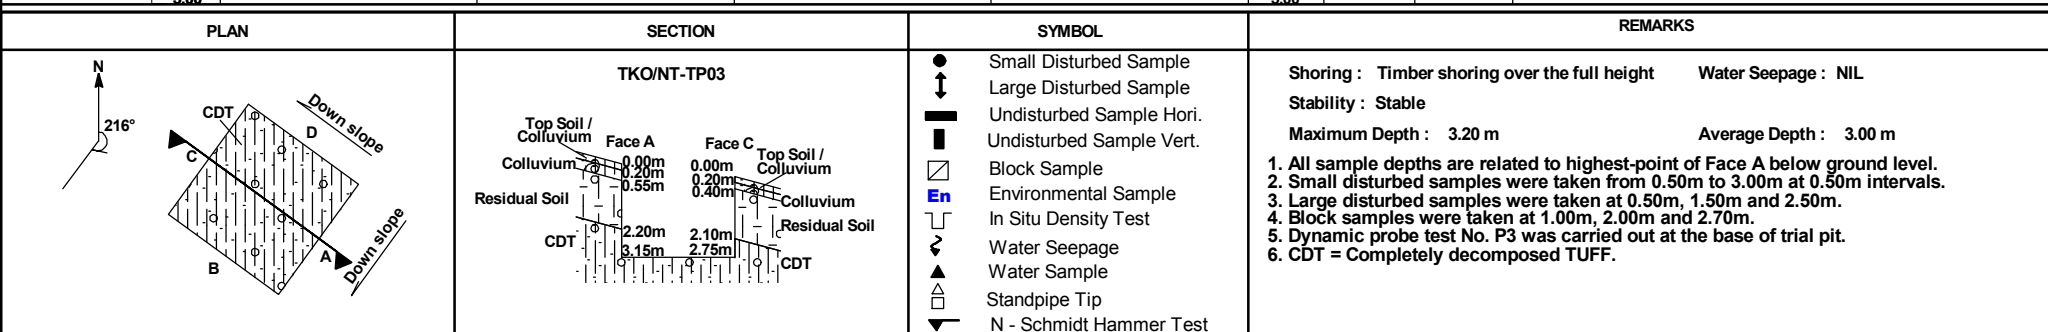 PLAN
SECTION
SYMBOL
REMARKS
N
216°
CDT
Down slope
D
C
B
A
Down slope
TKO/NT-TP03
Top Soil /
Colluvium
Face A
Face C
Top Soil /
Colluvium
Colluvium
0.00m
0.20m
0.55m
0.00m
0.20m
0.40m
Colluvium
Residual Soil
Residual Soil
CDT
2.20m
3.15m
2.10m
2.75m
CDT
Small Disturbed Sample
Large Disturbed Sample
Undisturbed Sample Hori.
Undisturbed Sample Vert.
Block Sample
En Environmental Sample
In Situ Density Test
Water Seepage
Water Sample
Standpipe Tip
N - Schmidt Hammer Test
Shoring : Timber shoring over the full height Water Seepage : NIL
Stability : Stable
Maximum Depth : 3.20 m Average Depth : 3.00 m
1. All sample depths are related to highest-point of Face A below ground level.
2. Small disturbed samples were taken from 0.50m to 3.00m at 0.50m intervals.
3. Large disturbed samples were taken at 0.50m, 1.50m and 2.50m.
4. Block samples were taken at 1.00m, 2.00m and 2.70m.
5. Dynamic probe test No. P3 was carried out at the base of trial pit.
6. CDT = Completely decomposed TUFF.